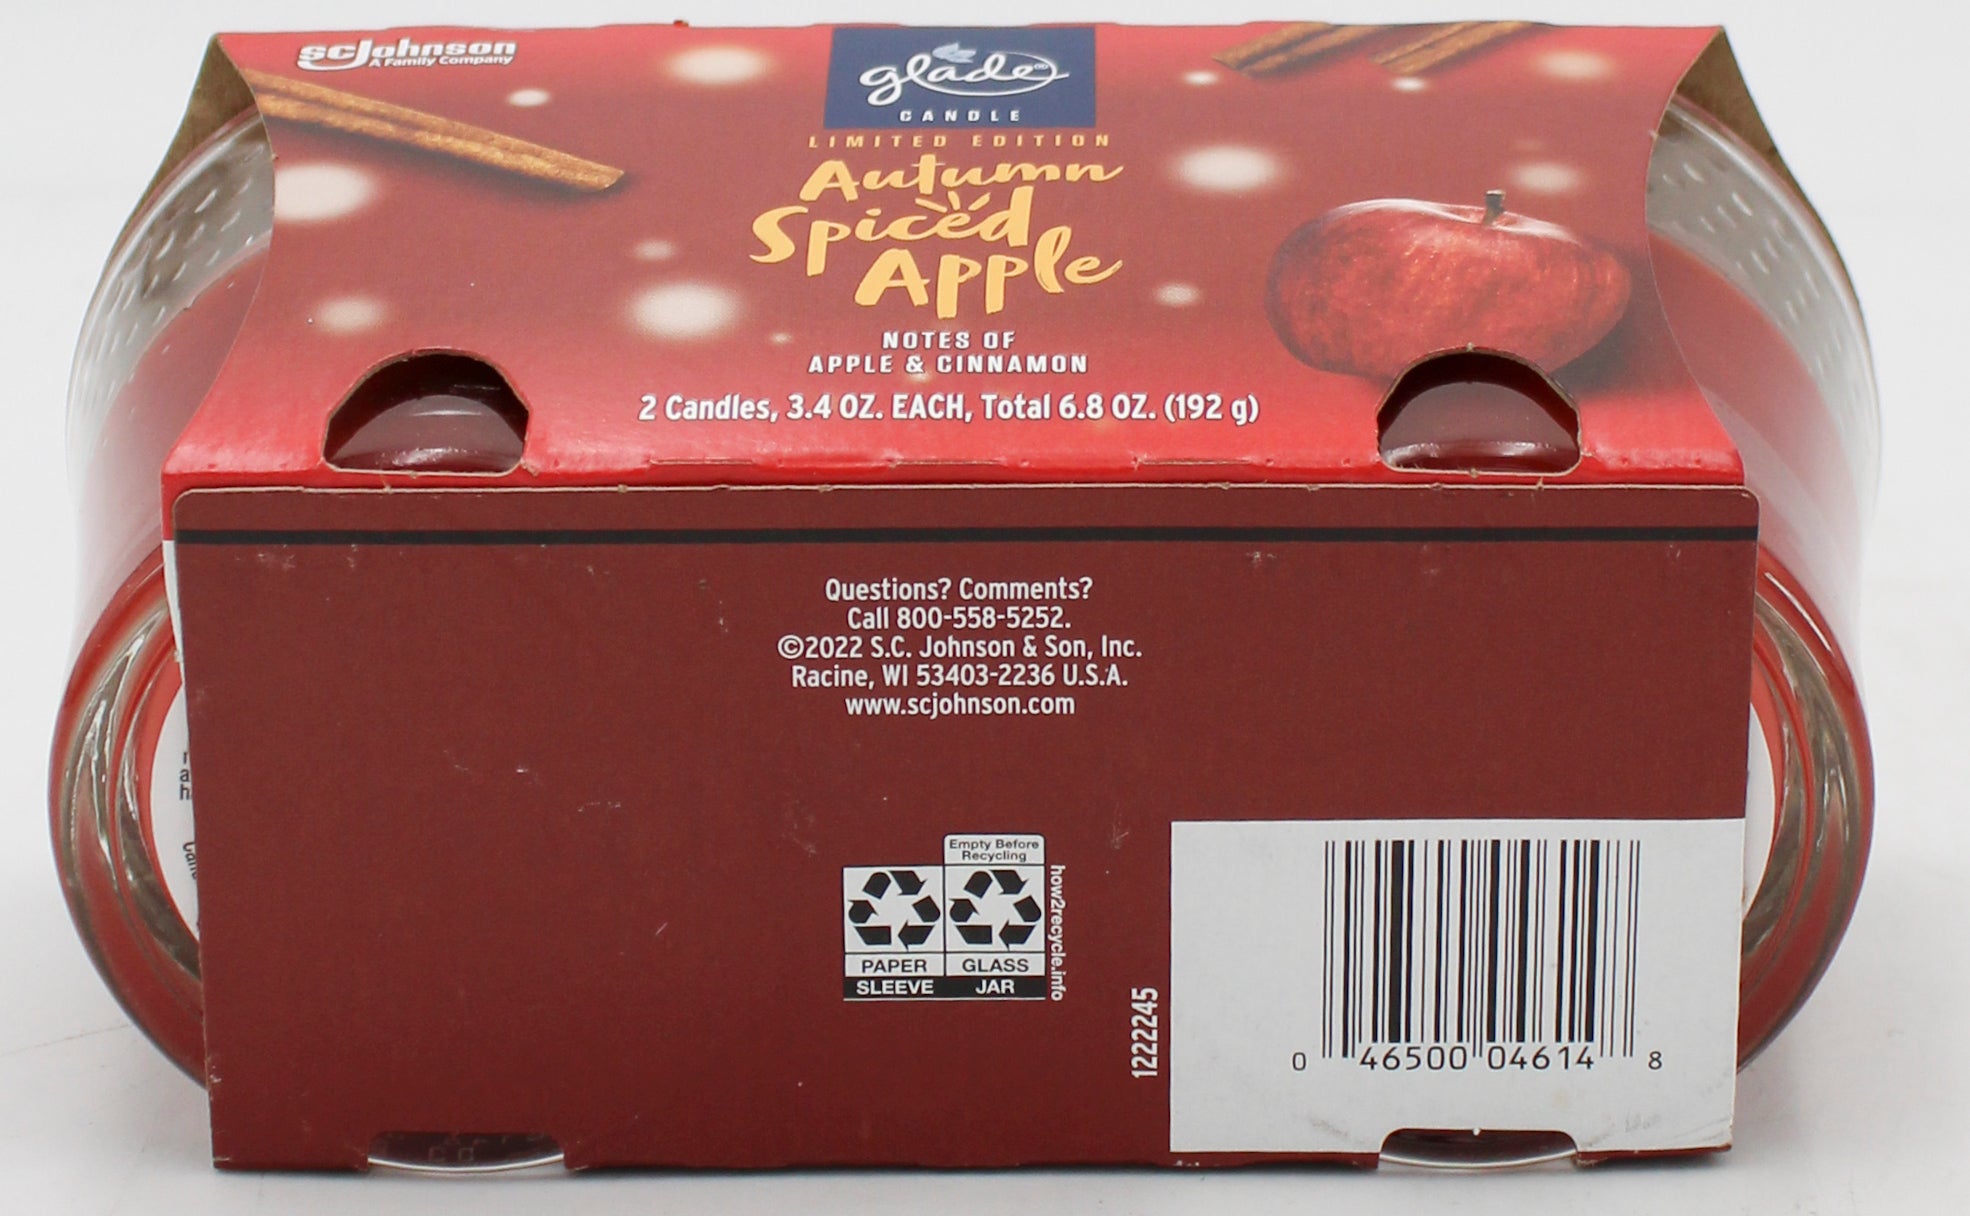 SCJohnson
A Family Company
glade®
CANDLE
LIMITED EDITION
Autumn
Spiced
Apple
NOTES OF
APPLE & CINNAMON
2 Candles, 3.4 OZ. EACH, Total 6.8 OZ. (192 g)
Questions? Comments?
Call 800-558-5252.
©2022 S.C. Johnson & Son, Inc.
Racine, WI 53403-2236 U.S.A.
www.scjohnson.com
Empty Before
Recycling
PAPER GLASS
SLEEVE JAR
how2recycle.info
1222245
0 46500 04614 8